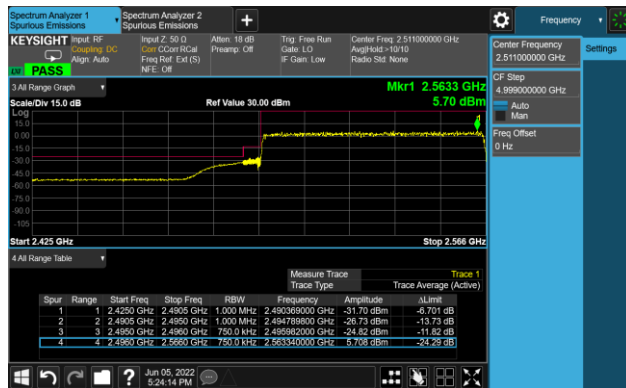 Spectrum Analyzer 1
Spurious Emissions
Spectrum Analyzer 2
Spurious Emissions
+
Frequency
KEYSIGHT
Input: RF
Coupling: DC
Align: Auto
Input Z: 50 Ω
Corr CCorr RCal
Freq Ref: Ext (S)
NFE: Off
Atten: 18 dB
Preamp: Off
Trig: Free Run
Gate: LO
IF Gain: Low
Center Freq: 2.511000000 GHz
Avg|Hold:>10/10
Radio Std: None
PASS
Center Frequency
2.511000000 GHz
Settings
CF Step
4.999000000 GHz
Auto
Man
Freq Offset
0 Hz
3 All Range Graph
Mkr1 2.5633 GHz
Scale/Div 15.0 dB
Ref Value 30.00 dBm
5.70 dBm
Log
15.0
0.00
-15.0
-30.0
-45.0
-60.0
-75.0
-90.0
-105
Start 2.425 GHz
Stop 2.566 GHz
4 All Range Table
Measure Trace Trace 1
Trace Type Trace Average (Active)
Spur Range Start Freq Stop Freq RBW Frequency Amplitude ΔLimit
1 1 2.4250 GHz 2.4905 GHz 1.000 MHz 2.490369000 GHz -31.70 dBm -6.701 dB
2 2 2.4905 GHz 2.4950 GHz 1.000 MHz 2.494789800 GHz -26.73 dBm -13.73 dB
3 3 2.4950 GHz 2.4960 GHz 750.0 kHz 2.495982000 GHz -24.82 dBm -11.82 dB
4 4 2.4960 GHz 2.5660 GHz 750.0 kHz 2.563340000 GHz 5.708 dBm -24.29 dB
?
Jun 05, 2022
5:24:14 PM